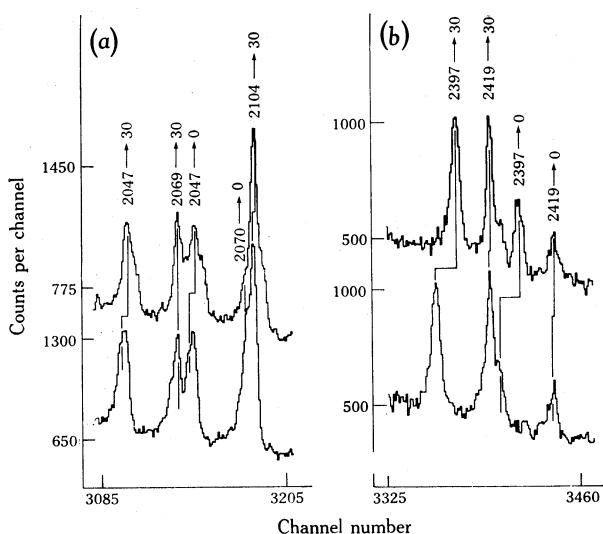 (a)
2047 → 30
2069 → 30
2047 → 0
2070 → 0
2104 → 30
(b)
2397 → 30
2419 → 30
2397 → 0
2419 → 0
Counts per channel
1450
775
1300
650
1000
500
1000
500
3085
3205
3325
3460
Channel number